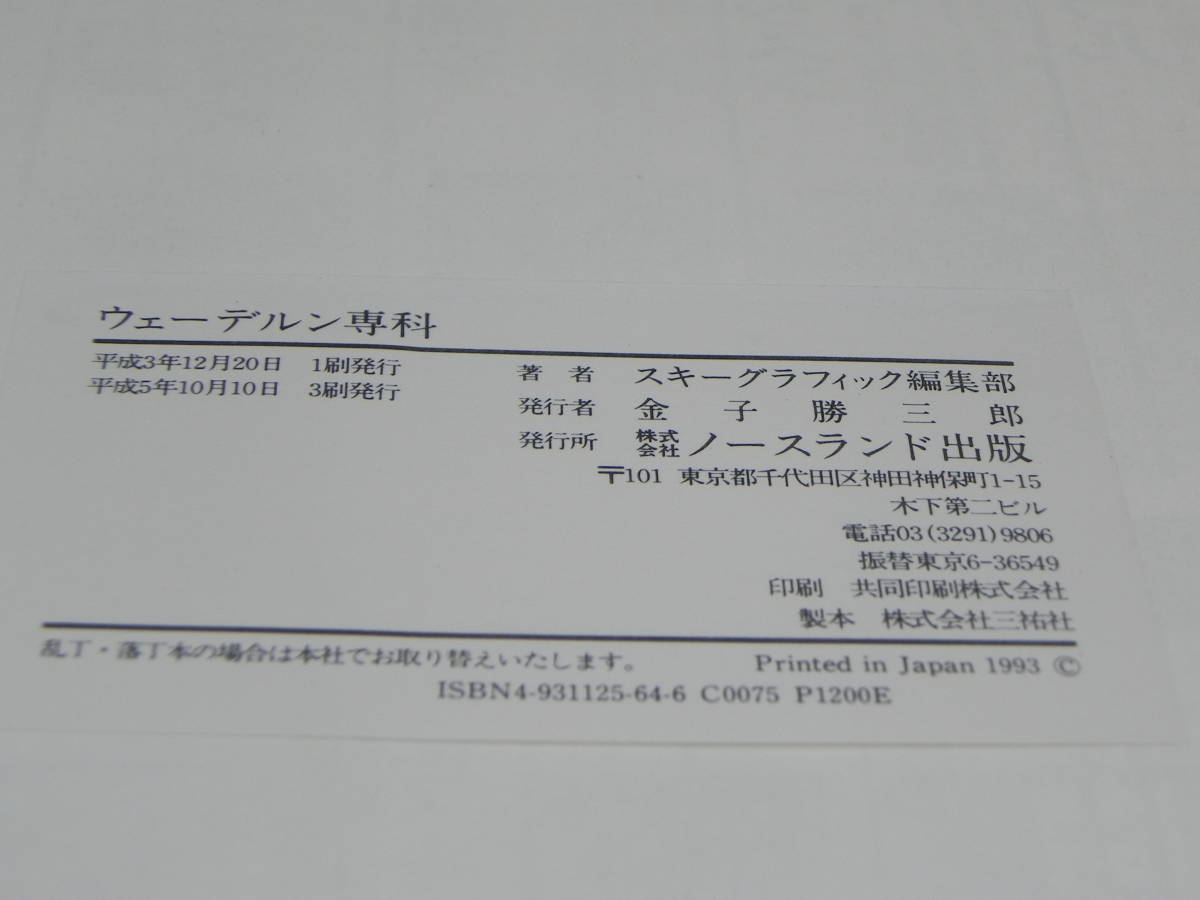 ウェーデルン専科
平成3年12月20日 1刷発行
平成5年10月10日 3刷発行
著者 スキーグラフィック編集部
発行者 金子勝三郎
発行所 株式会社 ノースランド出版
〒101 東京都千代田区神田神保町1-15
木下第二ビル
電話03(3291)9806
振替東京6-36549
印刷 共同印刷株式会社
製本 株式会社三祐社
乱丁・落丁本の場合は本社でお取り替えいたします。 Printed in Japan 1993 ©
ISBN4-931125-64-6 C0075 P1200E